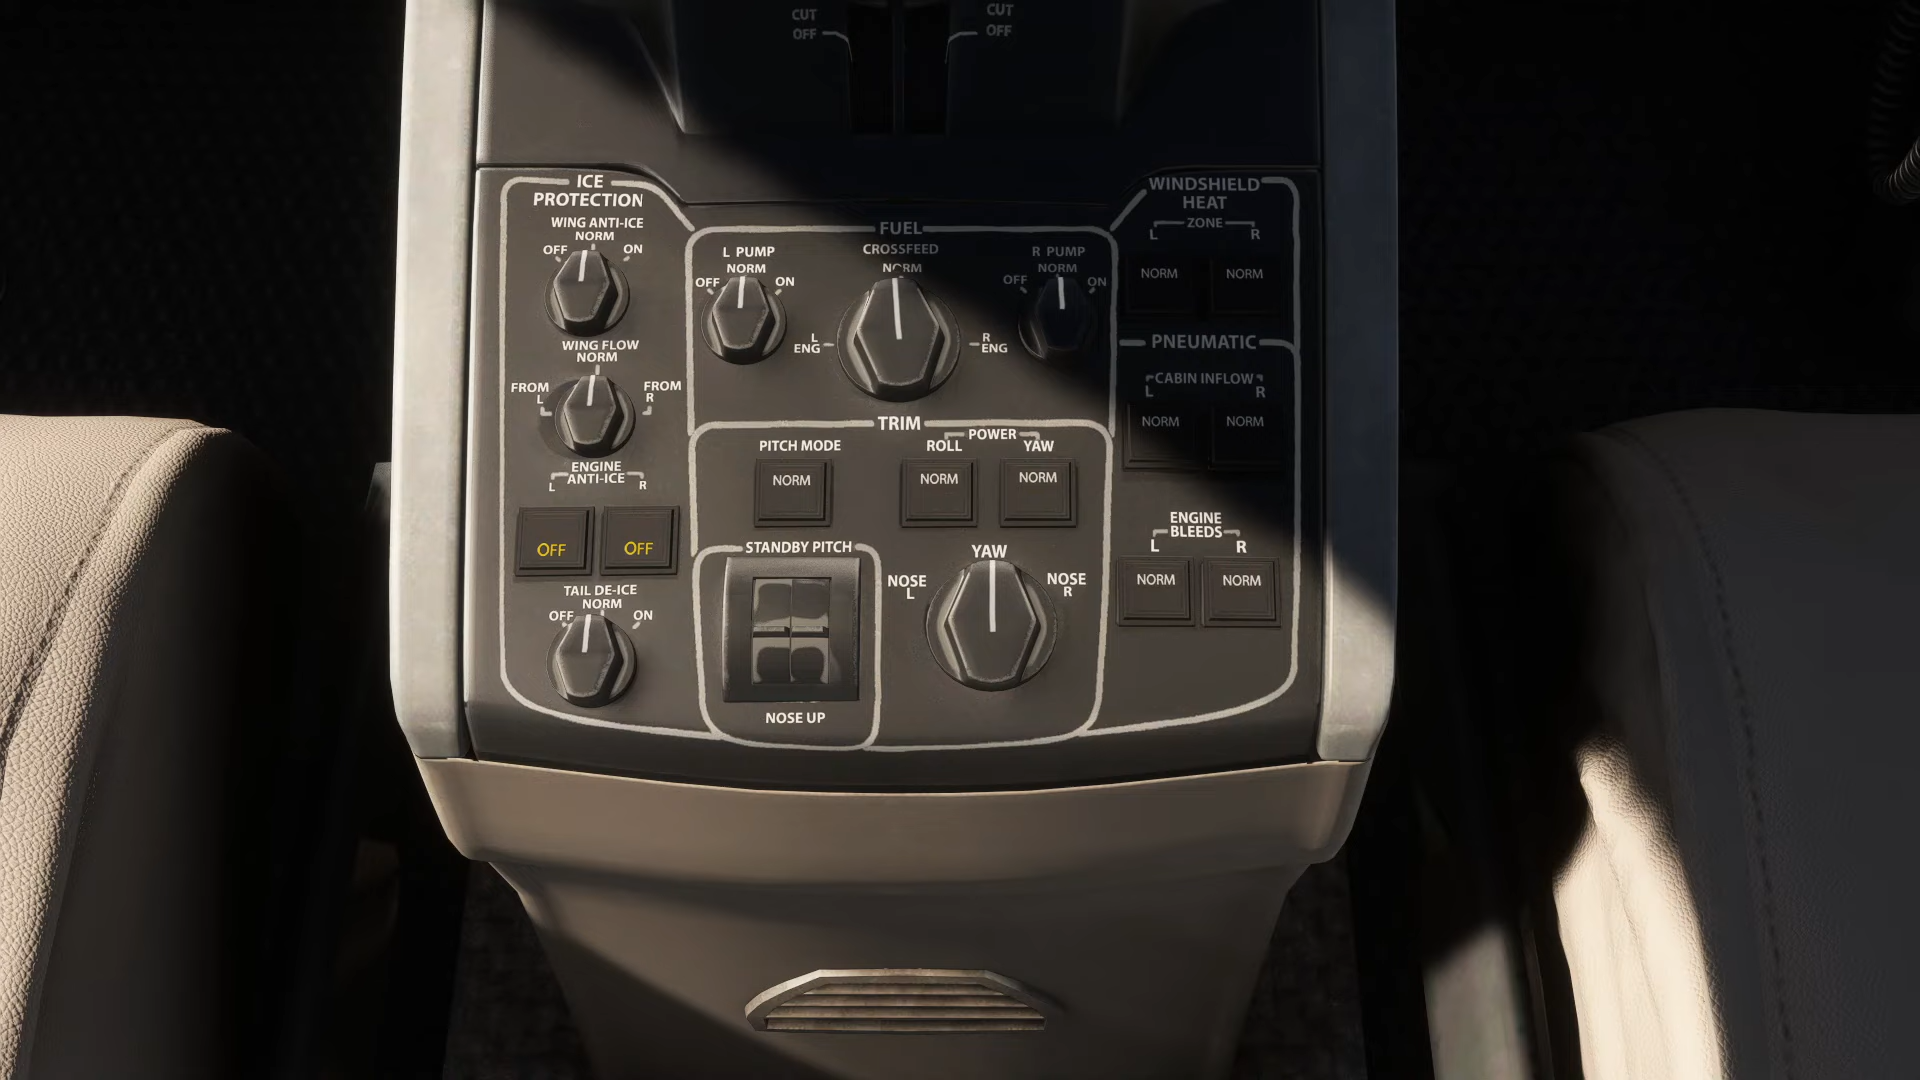 CUT
OFF
CUT
OFF
ICE
PROTECTION
WING ANTI-ICE
NORM
OFF
ON
WING FLOW
NORM
FROM
L
FROM
R
ENGINE
ANTI-ICE
L
R
OFF
OFF
TAIL DE-ICE
NORM
OFF
ON
FUEL
L PUMP
NORM
OFF
ON
CROSSFEED
NORM
L
ENG
R
ENG
R PUMP
NORM
OFF
ON
TRIM
PITCH MODE
NORM
POWER
ROLL
YAW
NORM
NORM
STANDBY PITCH
NOSE UP
YAW
NOSE
L
NOSE
R
WINDSHIELD
HEAT
ZONE
L
R
NORM
NORM
PNEUMATIC
CABIN INFLOW
L
R
NORM
NORM
ENGINE
BLEEDS
L
R
NORM
NORM